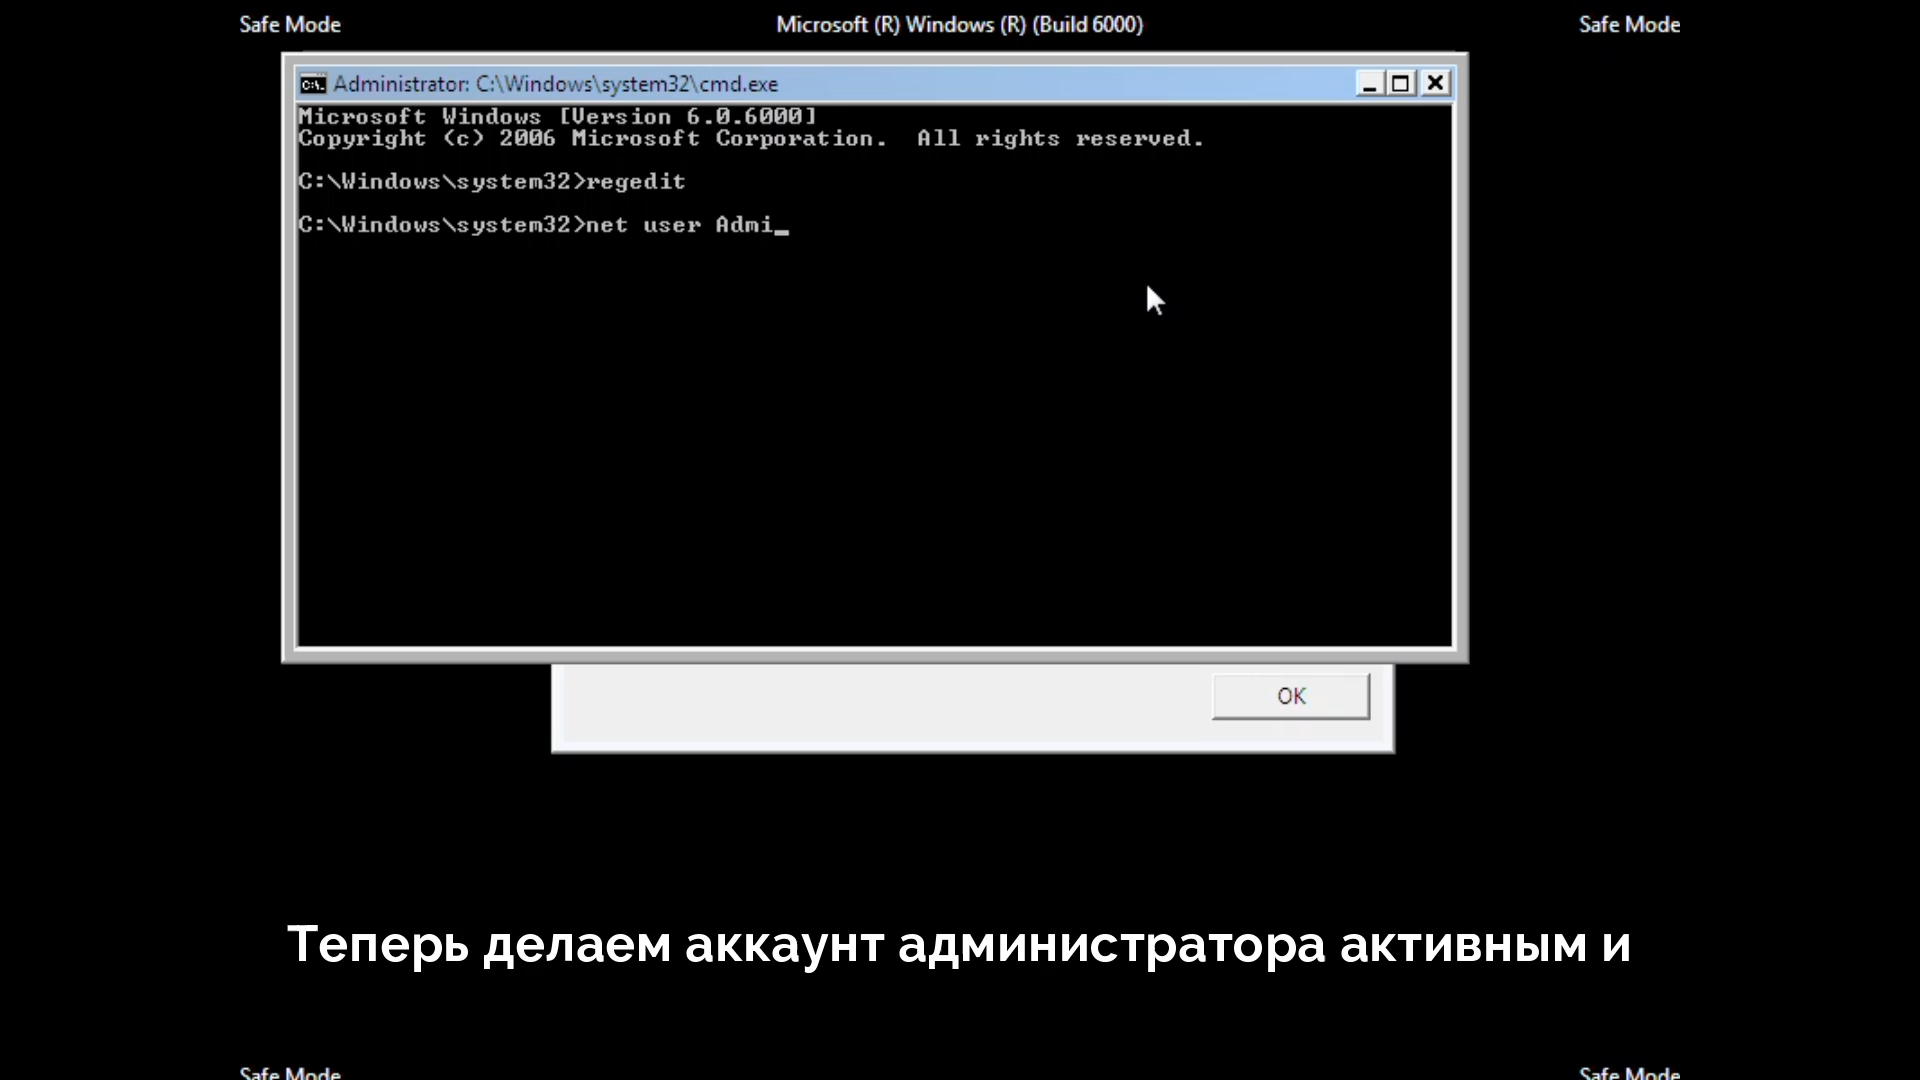 Safe Mode
Microsoft (R) Windows (R) (Build 6000)
Safe Mode
Administrator: C:\Windows\system32\cmd.exe
Microsoft Windows [Version 6.0.6000]
Copyright (c) 2006 Microsoft Corporation.  All rights reserved.
C:\Windows\system32>regedit
C:\Windows\system32>net user Admi_
OK
Теперь делаем аккаунт администратора активным и
Safe Mode
Safe Mode